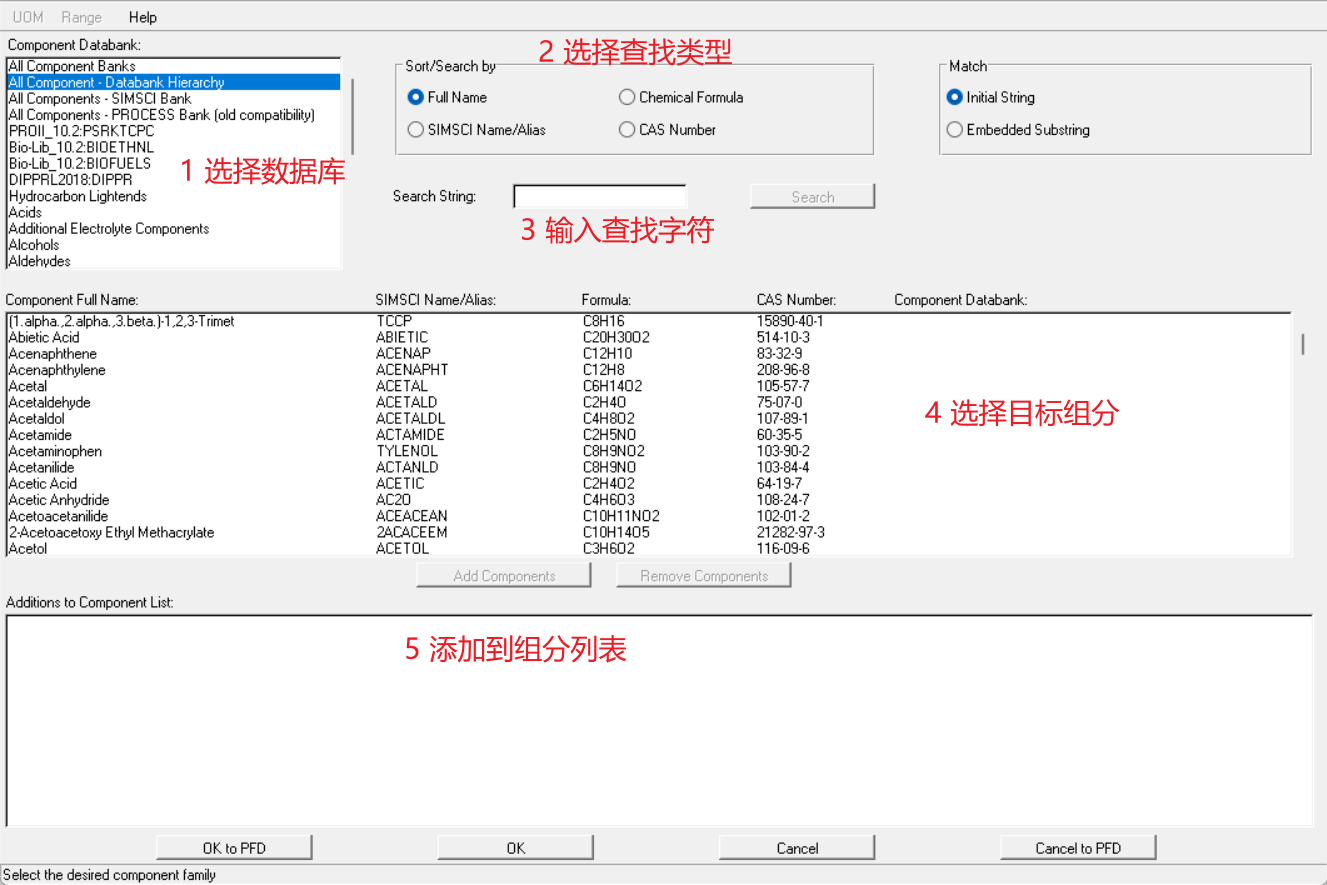 UOM Range Help
Component Databank:
All Component Banks
All Component - Databank Hierarchy
All Components - SIMSCI Bank
All Components - PROCESS Bank (old compatibility)
PROII_10.2:PSRKTCPC
Bio-Lib_10.2:BIOETHNL
Bio-Lib_10.2:BIOFUELS
DIPPRL2018:DIPPR
Hydrocarbon Lightends
Acids
Additional Electrolyte Components
Alcohols
Aldehydes
1 选择数据库
2 选择查找类型
Sort/Search by
Full Name Chemical Formula
SIMSCI Name/Alias CAS Number
Match
Initial String
Embedded Substring
Search String: Search
3 输入查找字符
Component Full Name: SIMSCI Name/Alias: Formula: CAS Number: Component Databank:
(1.alpha.,2.alpha.,3.beta.)-1,2,3-Trimet TCCP C8H16 15890-40-1
Abietic Acid ABIETIC C20H30O2 514-10-3
Acenaphthene ACENAP C12H10 83-32-9
Acenaphthylene ACENAPHT C12H8 208-96-8
Acetal ACETAL C6H14O2 105-57-7
Acetaldehyde ACETALD C2H4O 75-07-0
Acetaldol ACETALDL C4H8O2 107-89-1
Acetamide ACTAMIDE C2H5NO 60-35-5
Acetaminophen TYLENOL C8H9NO2 103-90-2
Acetanilide ACTANLD C8H9NO 103-84-4
Acetic Acid ACETIC C2H4O2 64-19-7
Acetic Anhydride AC2O C4H6O3 108-24-7
Acetoacetanilide ACEACEAN C10H11NO2 102-01-2
2-Acetoacetoxy Ethyl Methacrylate 2ACACEEM C10H14O5 21282-97-3
Acetol ACETOL C3H6O2 116-09-6
4 选择目标组分
Add Components Remove Components
Additions to Component List:
5 添加到组分列表
OK to PFD OK Cancel Cancel to PFD
Select the desired component family